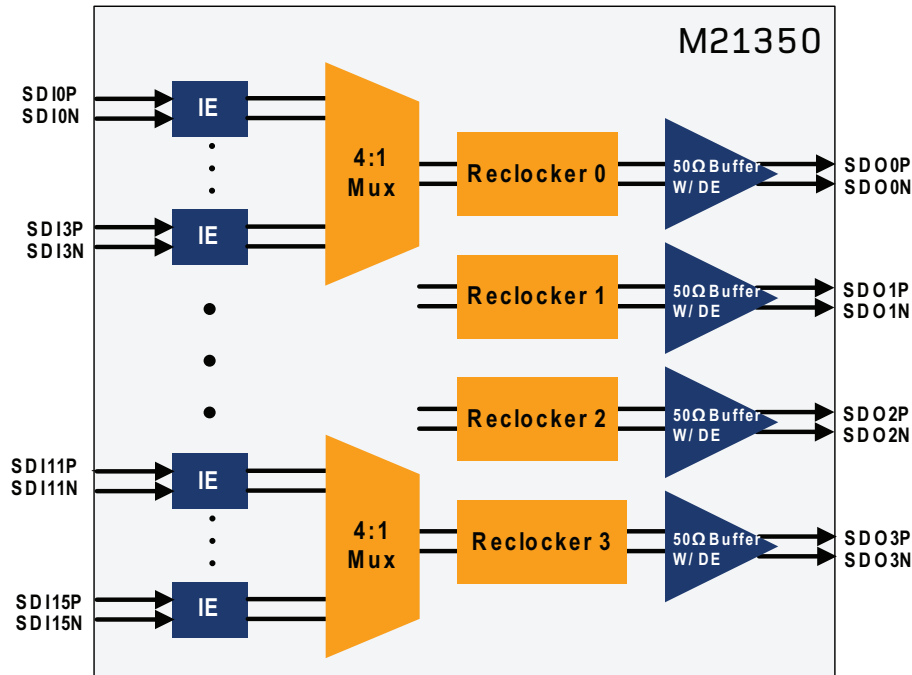 M21350
SDI0P
SDI0N
IE
4:1
Mux
Reclocker 0
50Ω Buffer
W/ DE
SDO0P
SDO0N
SDI3P
SDI3N
IE
Reclocker 1
50Ω Buffer
W/ DE
SDO1P
SDO1N
Reclocker 2
50Ω Buffer
W/ DE
SDO2P
SDO2N
SDI11P
SDI11N
IE
4:1
Mux
Reclocker 3
50Ω Buffer
W/ DE
SDO3P
SDO3N
SDI15P
SDI15N
IE